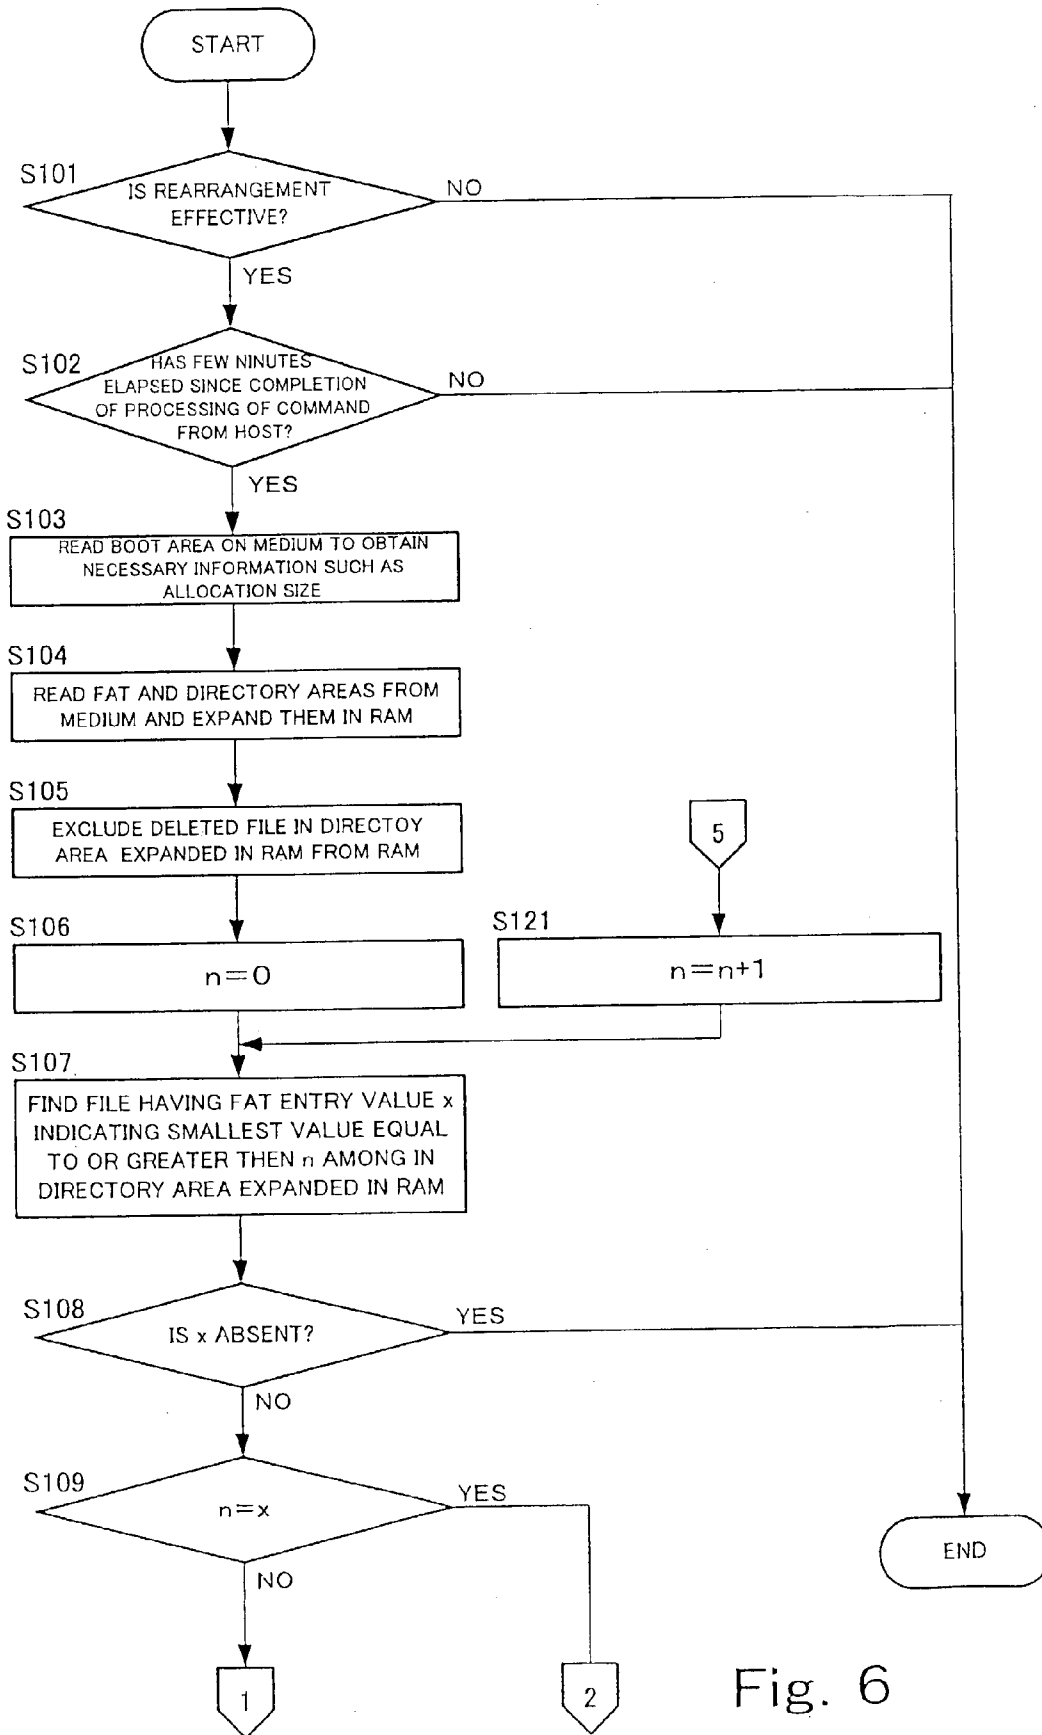 START
S101
IS REARRANGEMENT
EFFECTIVE?
NO
YES
S102
HAS FEW NINUTES
ELAPSED SINCE COMPLETION
OF PROCESSING OF COMMAND
FROM HOST?
NO
YES
S103
READ BOOT AREA ON MEDIUM TO OBTAIN
NECESSARY INFORMATION SUCH AS
ALLOCATION SIZE
S104
READ FAT AND DIRECTORY AREAS FROM
MEDIUM AND EXPAND THEM IN RAM
S105
EXCLUDE DELETED FILE IN DIRECTOY
AREA EXPANDED IN RAM FROM RAM
5
S106
n=0
S121
n=n+1
S107
FIND FILE HAVING FAT ENTRY VALUE x
INDICATING SMALLEST VALUE EQUAL
TO OR GREATER THEN n AMONG IN
DIRECTORY AREA EXPANDED IN RAM
S108
IS x ABSENT?
YES
NO
S109
n=x
YES
NO
END
1
2
Fig. 6